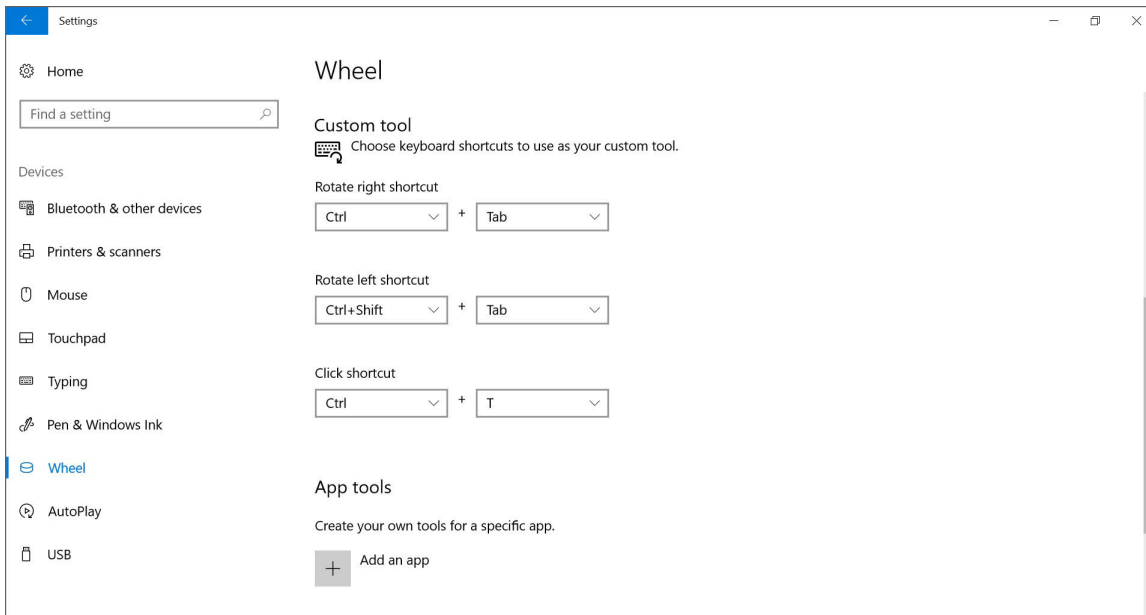 Settings
Home
Find a setting
Devices
Bluetooth & other devices
Printers & scanners
Mouse
Touchpad
Typing
Pen & Windows Ink
Wheel
AutoPlay
USB
Wheel
Custom tool
Choose keyboard shortcuts to use as your custom tool.
Rotate right shortcut
Ctrl + Tab
Rotate left shortcut
Ctrl+Shift + Tab
Click shortcut
Ctrl + T
App tools
Create your own tools for a specific app.
+ Add an app